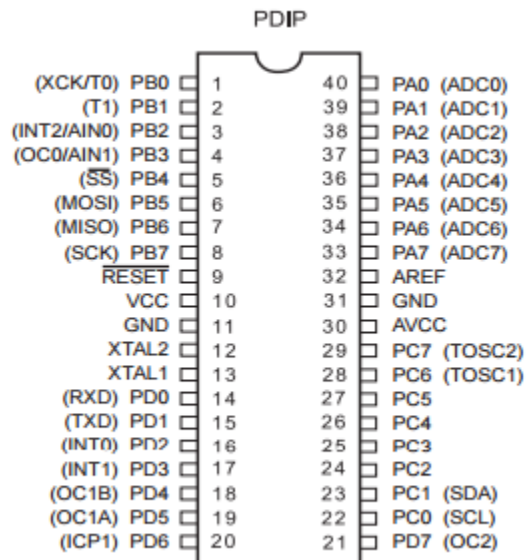 PDIP
(XCK/T0) PB0 1 40 PA0 (ADC0)
(T1) PB1 2 39 PA1 (ADC1)
(INT2/AIN0) PB2 3 38 PA2 (ADC2)
(OC0/AIN1) PB3 4 37 PA3 (ADC3)
(SS) PB4 5 36 PA4 (ADC4)
(MOSI) PB5 6 35 PA5 (ADC5)
(MISO) PB6 7 34 PA6 (ADC6)
(SCK) PB7 8 33 PA7 (ADC7)
RESET 9 32 AREF
VCC 10 31 GND
GND 11 30 AVCC
XTAL2 12 29 PC7 (TOSC2)
XTAL1 13 28 PC6 (TOSC1)
(RXD) PD0 14 27 PC5
(TXD) PD1 15 26 PC4
(INT0) PD2 16 25 PC3
(INT1) PD3 17 24 PC2
(OC1B) PD4 18 23 PC1 (SDA)
(OC1A) PD5 19 22 PC0 (SCL)
(ICP1) PD6 20 21 PD7 (OC2)